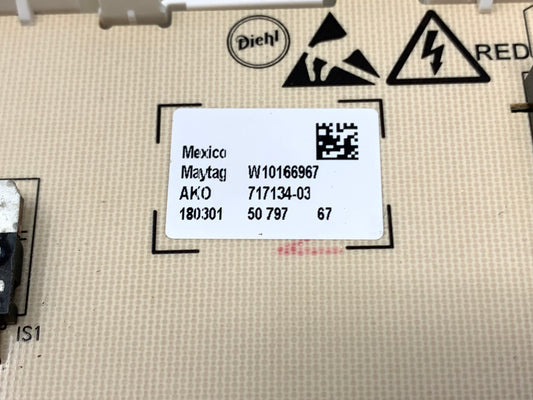 Diehl
RED
Mexico
Maytag W10166967
AKO 717134-03
180301 50 797 67
IS1